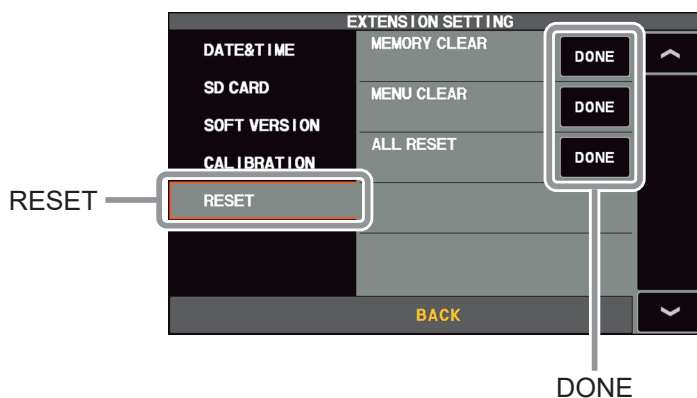 EXTENSION SETTING
DATE&TIME
SD CARD
SOFT VERSION
CALIBRATION
RESET
MEMORY CLEAR
DONE
MENU CLEAR
DONE
ALL RESET
DONE
BACK
RESET
DONE